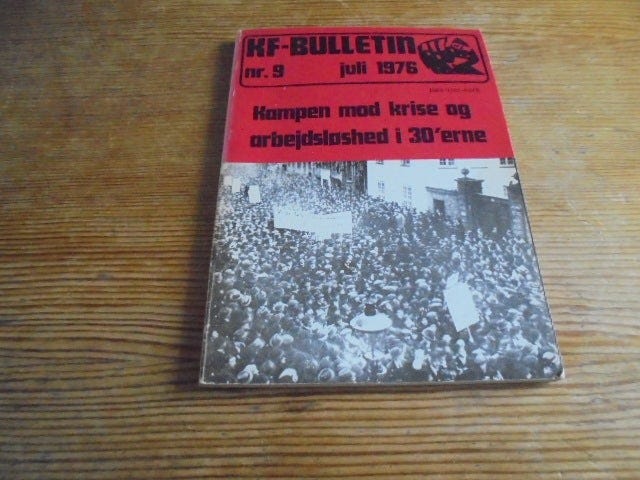 KF-BULLETIN
nr. 9 juli 1976
Kampen mod krise og
arbejdsløshed i 30'erne